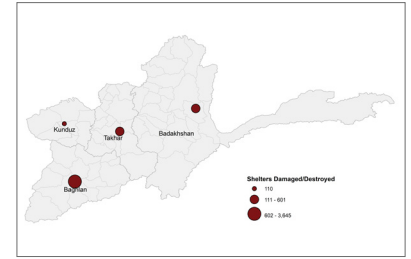 Kunduz
Takhar
Badakhshan
Baghlan
Shelters Damaged/Destroyed
110
111 - 601
602 - 3,645